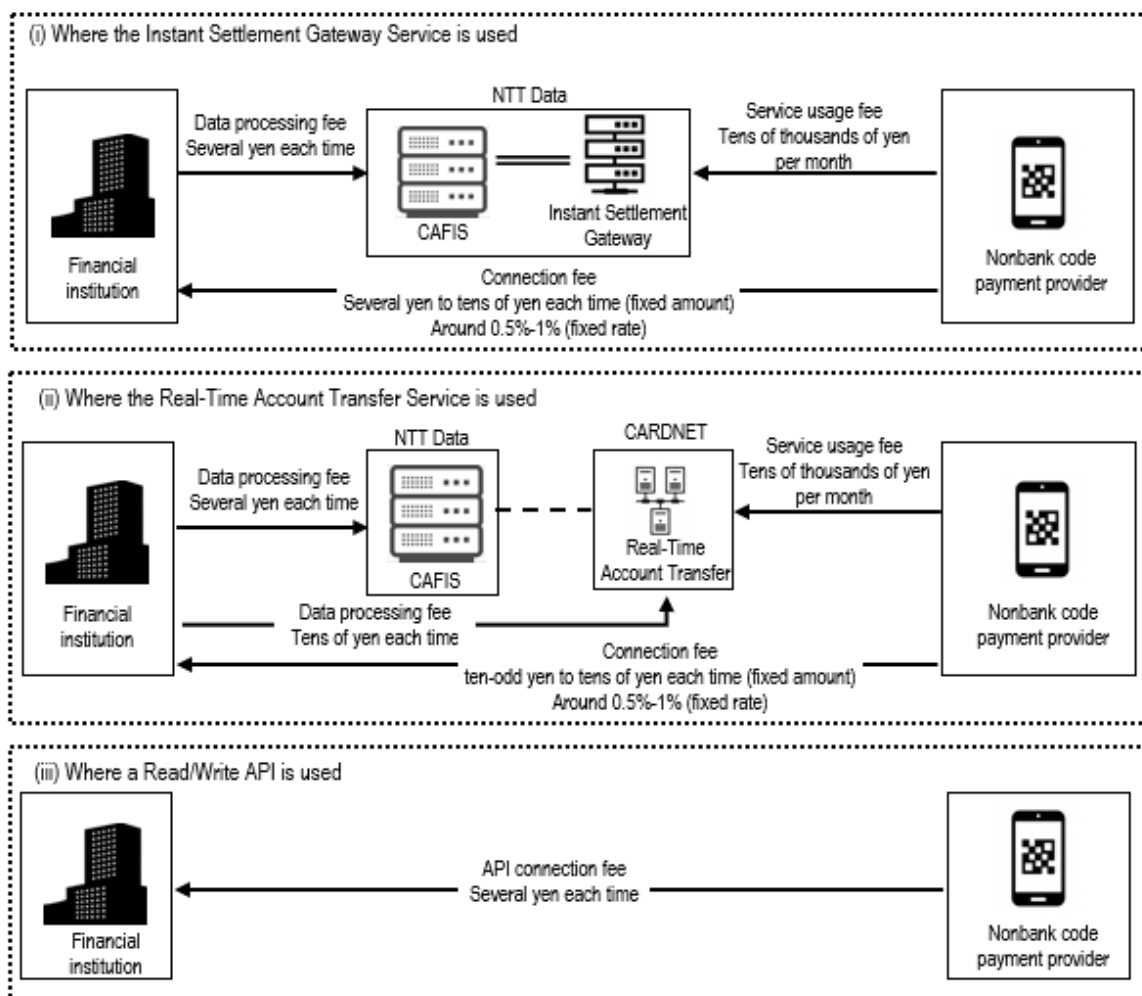 (i) Where the Instant Settlement Gateway Service is used
NTT Data
Data processing fee
Several yen each time
Service usage fee
Tens of thousands of yen
per month
CAFIS
Instant Settlement
Gateway
Financial
institution
Nonbank code
payment provider
Connection fee
Several yen to tens of yen each time (fixed amount)
Around 0.5%-1% (fixed rate)
(ii) Where the Real-Time Account Transfer Service is used
NTT Data
CARDNET
Data processing fee
Several yen each time
Service usage fee
Tens of thousands of yen
per month
CAFIS
Real-Time
Account Transfer
Financial
institution
Data processing fee
Tens of yen each time
Nonbank code
payment provider
Connection fee
ten-odd yen to tens of yen each time (fixed amount)
Around 0.5%-1% (fixed rate)
(iii) Where a Read/Write API is used
API connection fee
Several yen each time
Financial
institution
Nonbank code
payment provider